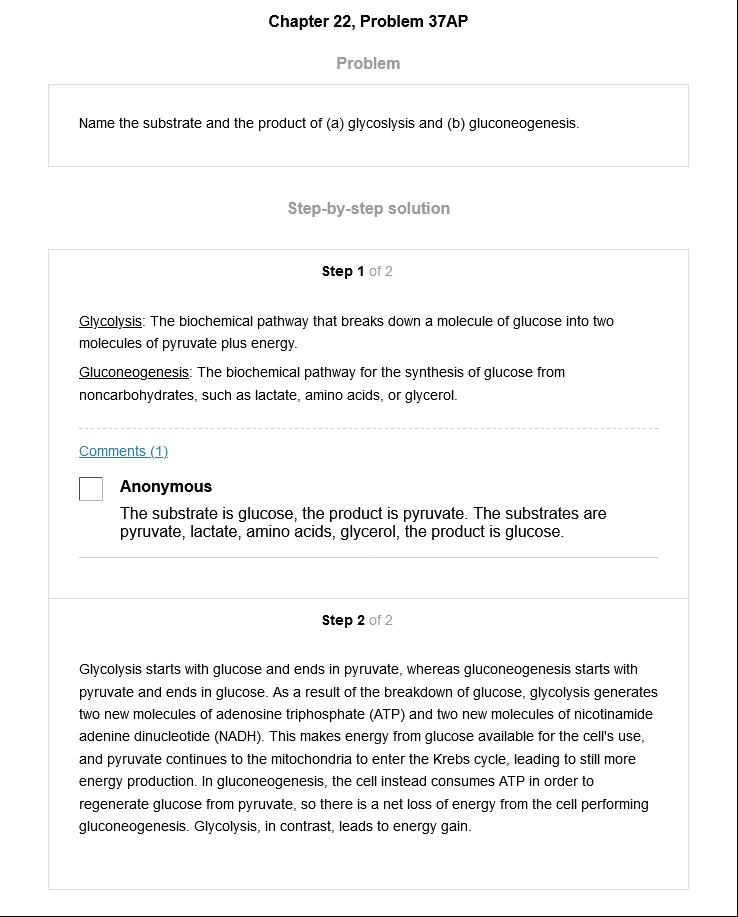 Chapter 22, Problem 37AP
Problem
Name the substrate and the product of (a) glycoslysis and (b) gluconeogenesis.
Step-by-step solution
Step 1 of 2
Glycolysis: The biochemical pathway that breaks down a molecule of glucose into two
molecules of pyruvate plus energy.
Gluconeogenesis: The biochemical pathway for the synthesis of glucose from
noncarbohydrates, such as lactate, amino acids, or glycerol.
Comments (1)
Anonymous
The substrate is glucose, the product is pyruvate. The substrates are
pyruvate, lactate, amino acids, glycerol, the product is glucose.
Step 2 of 2
Glycolysis starts with glucose and ends in pyruvate, whereas gluconeogenesis starts with
pyruvate and ends in glucose. As a result of the breakdown of glucose, glycolysis generates
two new molecules of adenosine triphosphate (ATP) and two new molecules of nicotinamide
adenine dinucleotide (NADH). This makes energy from glucose available for the cell's use,
and pyruvate continues to the mitochondria to enter the Krebs cycle, leading to still more
energy production. In gluconeogenesis, the cell instead consumes ATP in order to
regenerate glucose from pyruvate, so there is a net loss of energy from the cell performing
gluconeogenesis. Glycolysis, in contrast, leads to energy gain.